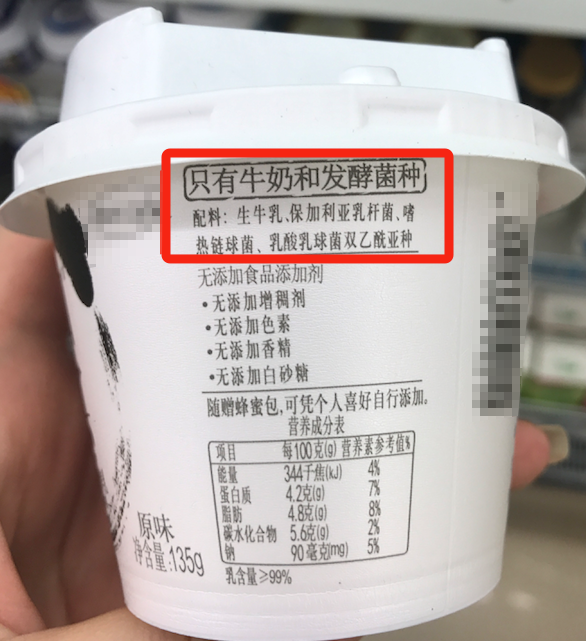 只有牛奶和发酵菌种
配料：生牛乳、保加利亚乳杆菌、嗜
热链球菌、乳酸乳球菌双乙酰亚种
无添加食品添加剂
•无添加增稠剂
•无添加色素
•无添加香精
•无添加白砂糖
随赠蜂蜜包，可凭个人喜好自行添加。
营养成分表
项目 每100克(g) 营养素参考值%
能量 344千焦(kJ) 4%
蛋白质 4.2克(g) 7%
脂肪 4.8克(g) 8%
碳水化合物 5.6克(g) 2%
钠 90毫克(mg) 5%
乳含量≥99%
原味
净含量:135g